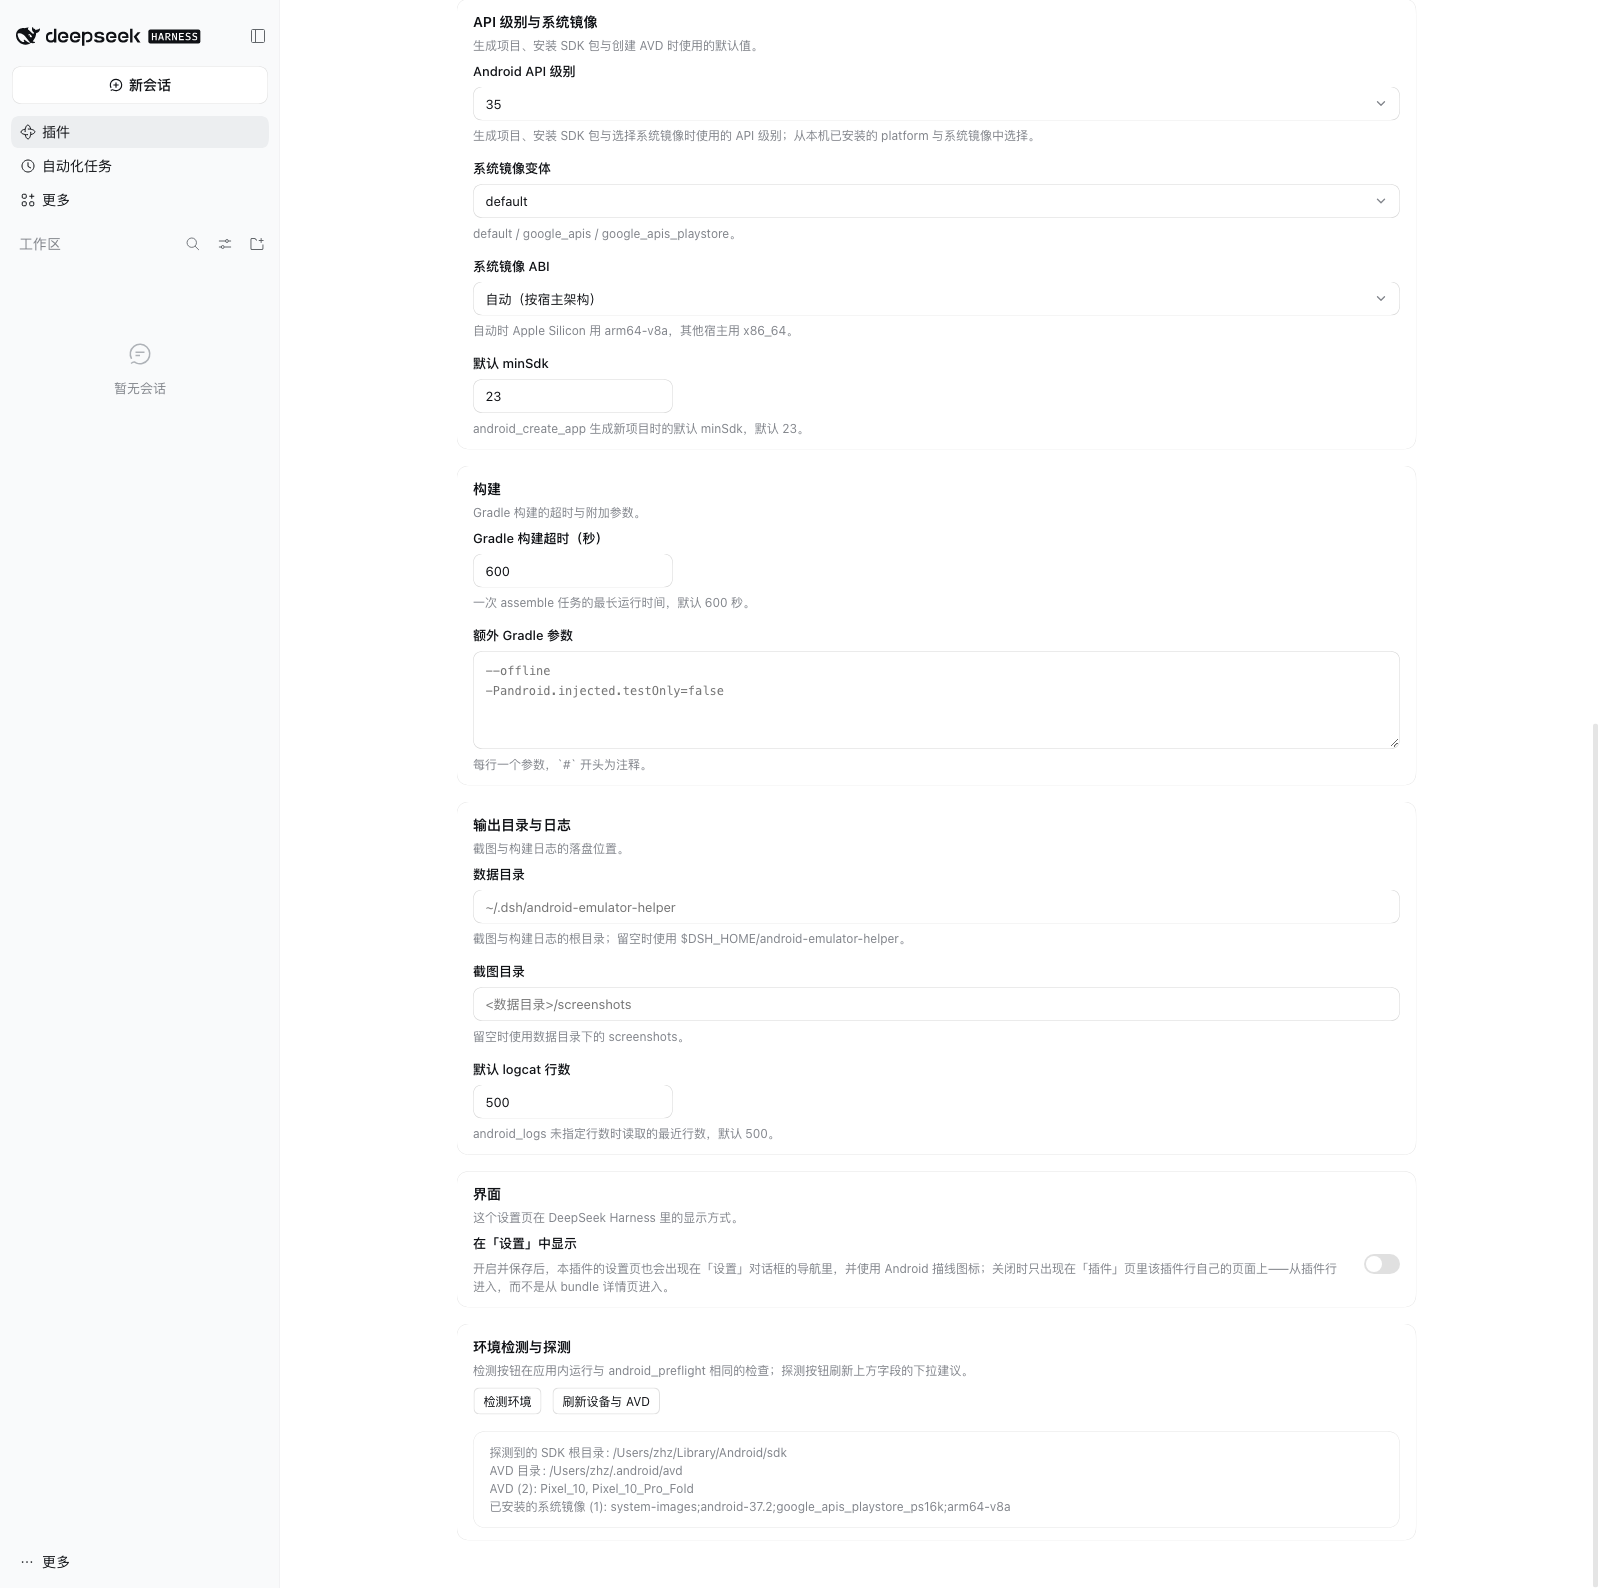 deepseek HARNESS
新会话
插件
自动化任务
更多
工作区
暂无会话
更多
API 级别与系统镜像
生成项目、安装 SDK 包与创建 AVD 时使用的默认值。
Android API 级别
35
生成项目、安装 SDK 包与选择系统镜像时使用的 API 级别；从本机已安装的 platform 与系统镜像中选择。
系统镜像变体
default
default / google_apis / google_apis_playstore。
系统镜像 ABI
自动（按宿主架构）
自动时 Apple Silicon 用 arm64-v8a，其他宿主用 x86_64。
默认 minSdk
23
android_create_app 生成新项目时的默认 minSdk，默认 23。
构建
Gradle 构建的超时与附加参数。
Gradle 构建超时（秒）
600
一次 assemble 任务的最长运行时间，默认 600 秒。
额外 Gradle 参数
--offline
-Pandroid.injected.testOnly=false
每行一个参数，`#` 开头为注释。
输出目录与日志
截图与构建日志的落盘位置。
数据目录
~/.dsh/android-emulator-helper
截图与构建日志的根目录；留空时使用 $DSH_HOME/android-emulator-helper。
截图目录
<数据目录>/screenshots
留空时使用数据目录下的 screenshots。
默认 logcat 行数
500
android_logs 未指定行数时读取的最近行数，默认 500。
界面
这个设置页在 DeepSeek Harness 里的显示方式。
在「设置」中显示
开启并保存后，本插件的设置页也会出现在「设置」对话框的导航里，并使用 Android 描线图标；关闭时只出现在「插件」页里该插件行自己的页面上——从插件行
进入，而不是从 bundle 详情页进入。
环境检测与探测
检测按钮在应用内运行与 android_preflight 相同的检查；探测按钮刷新上方字段的下拉建议。
检测环境
刷新设备与 AVD
探测到的 SDK 根目录: /Users/zhz/Library/Android/sdk
AVD 目录: /Users/zhz/.android/avd
AVD (2): Pixel_10, Pixel_10_Pro_Fold
已安装的系统镜像 (1): system-images;android-37.2;google_apis_playstore_ps16k;arm64-v8a